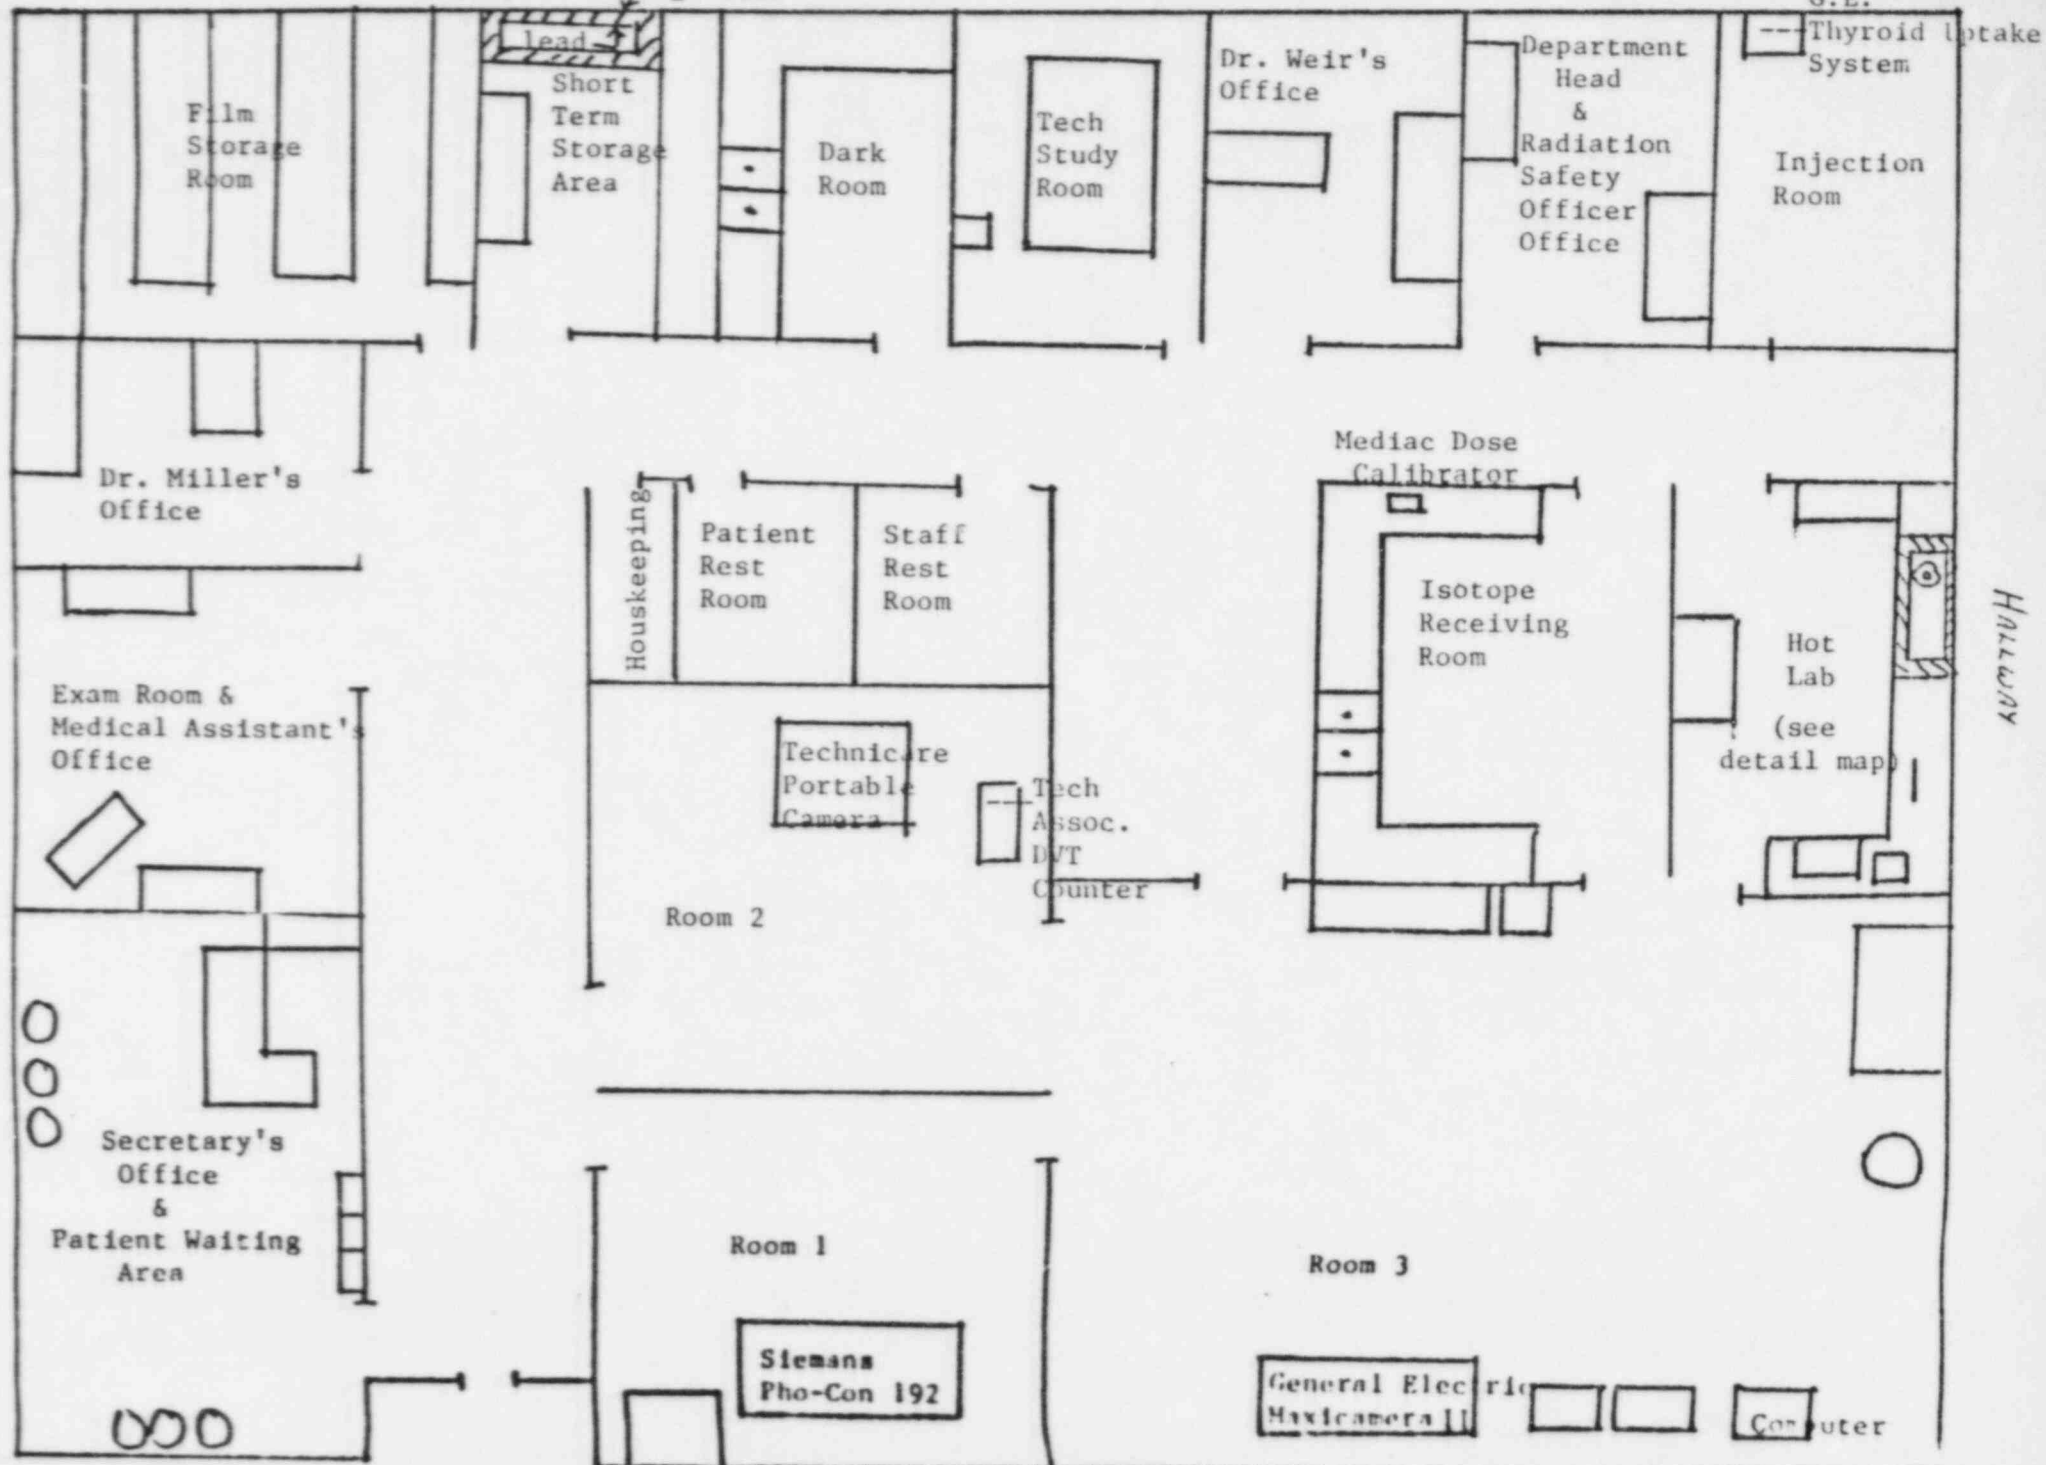 lead
Film
Storage
Room
Short
Term
Storage
Area
Dark
Room
Tech
Study
Room
Dr. Weir's
Office
Department
Head
&
Radiation
Safety
Officer
Office
G.E.
Thyroid Uptake
System
Injection
Room
Dr. Miller's
Office
Houskeeping
Patient
Rest
Room
Staff
Rest
Room
Mediac Dose
Calibrator
Isotope
Receiving
Room
Hot
Lab
(see
detail map)
HALLWAY
Exam Room &
Medical Assistant's
Office
Technicare
Portable
Camera
Tech
Assoc.
DVT
Counter
Room 2
Secretary's
Office
&
Patient Waiting
Area
Room 1
Siemans
Pho-Con 192
Room 3
General Electric
Maxicamera II
Computer